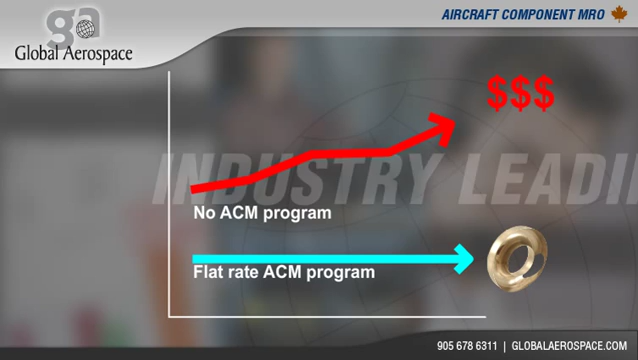 AIRCRAFT COMPONENT MRO
ga
Global Aerospace
$$$
INDUSTRY LEADI
No ACM program
Flat rate ACM program
905 678 6311 | GLOBALAEROSPACE.COM